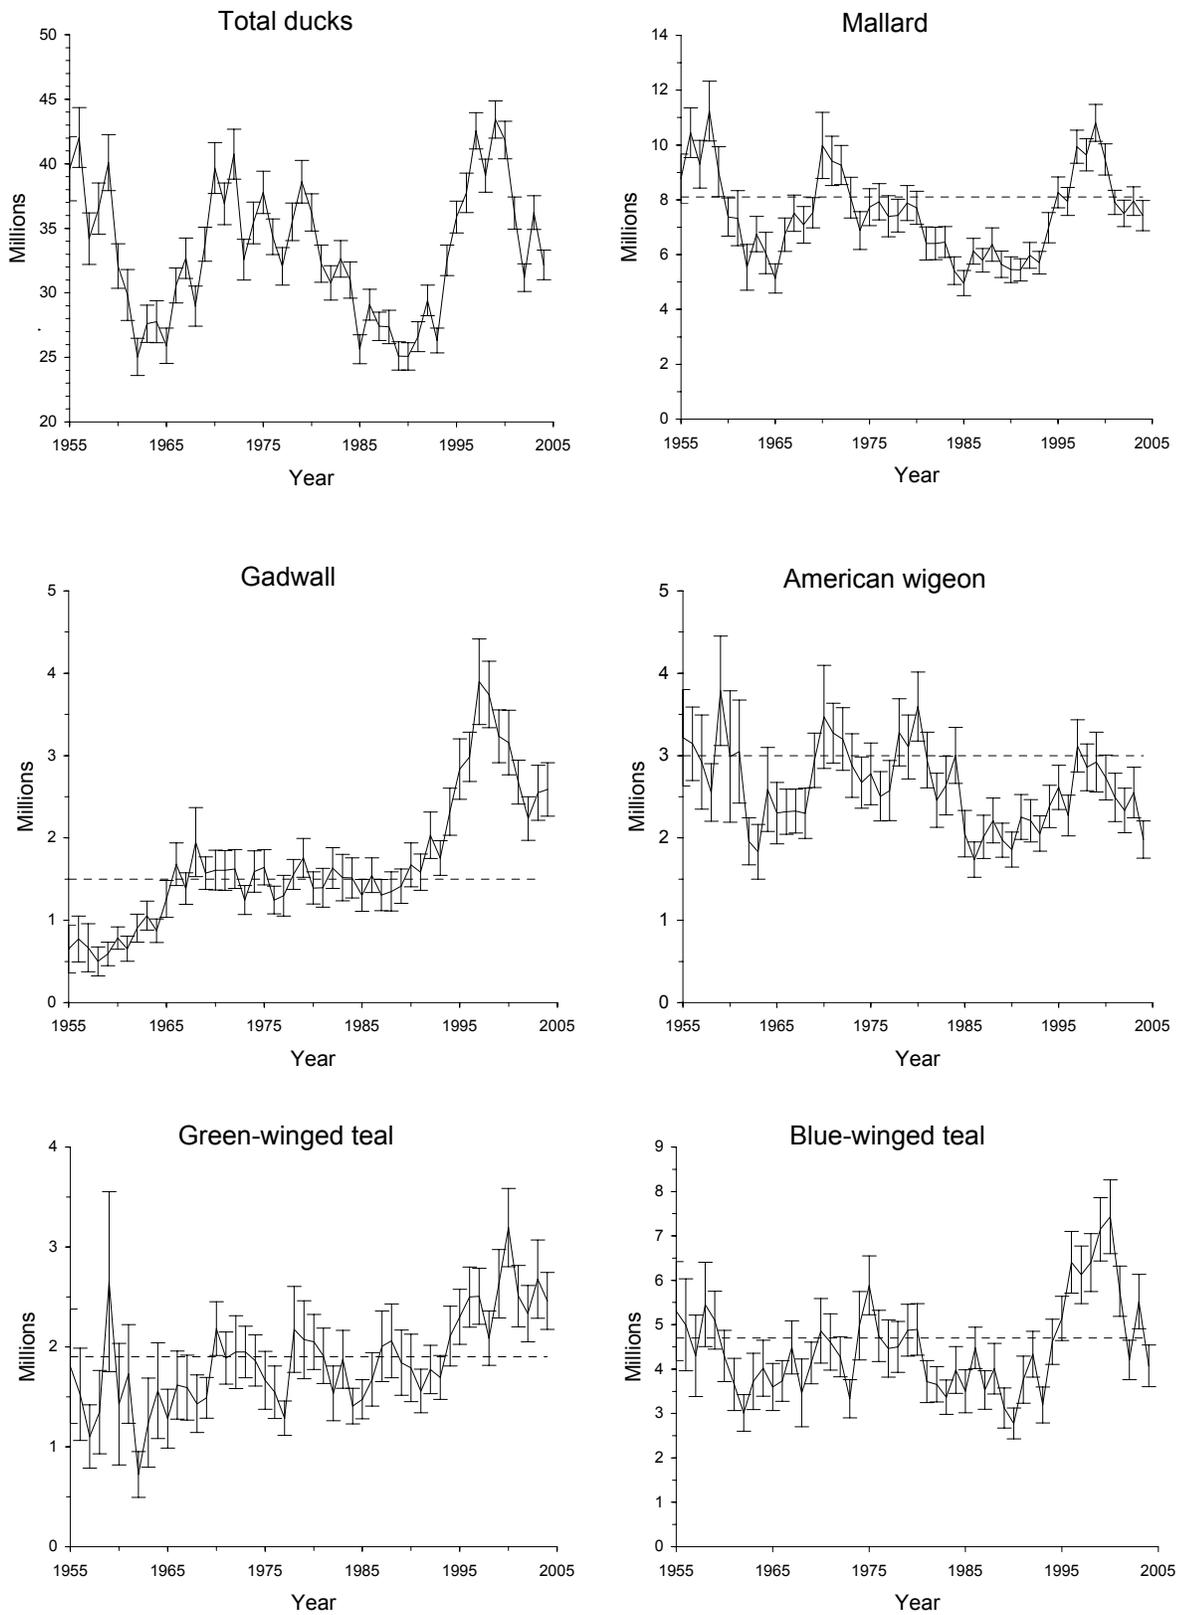 Total ducks
50
45
40
35
30
25
20
Millions
1955 1965 1975 1985 1995 2005
Year
Mallard
14
12
10
8
6
4
2
0
Millions
1955 1965 1975 1985 1995 2005
Year
Gadwall
5
4
3
2
1
0
Millions
1955 1965 1975 1985 1995 2005
Year
American wigeon
5
4
3
2
1
0
Millions
1955 1965 1975 1985 1995 2005
Year
Green-winged teal
4
3
2
1
0
Millions
1955 1965 1975 1985 1995 2005
Year
Blue-winged teal
9
8
7
6
5
4
3
2
1
0
Millions
1955 1965 1975 1985 1995 2005
Year